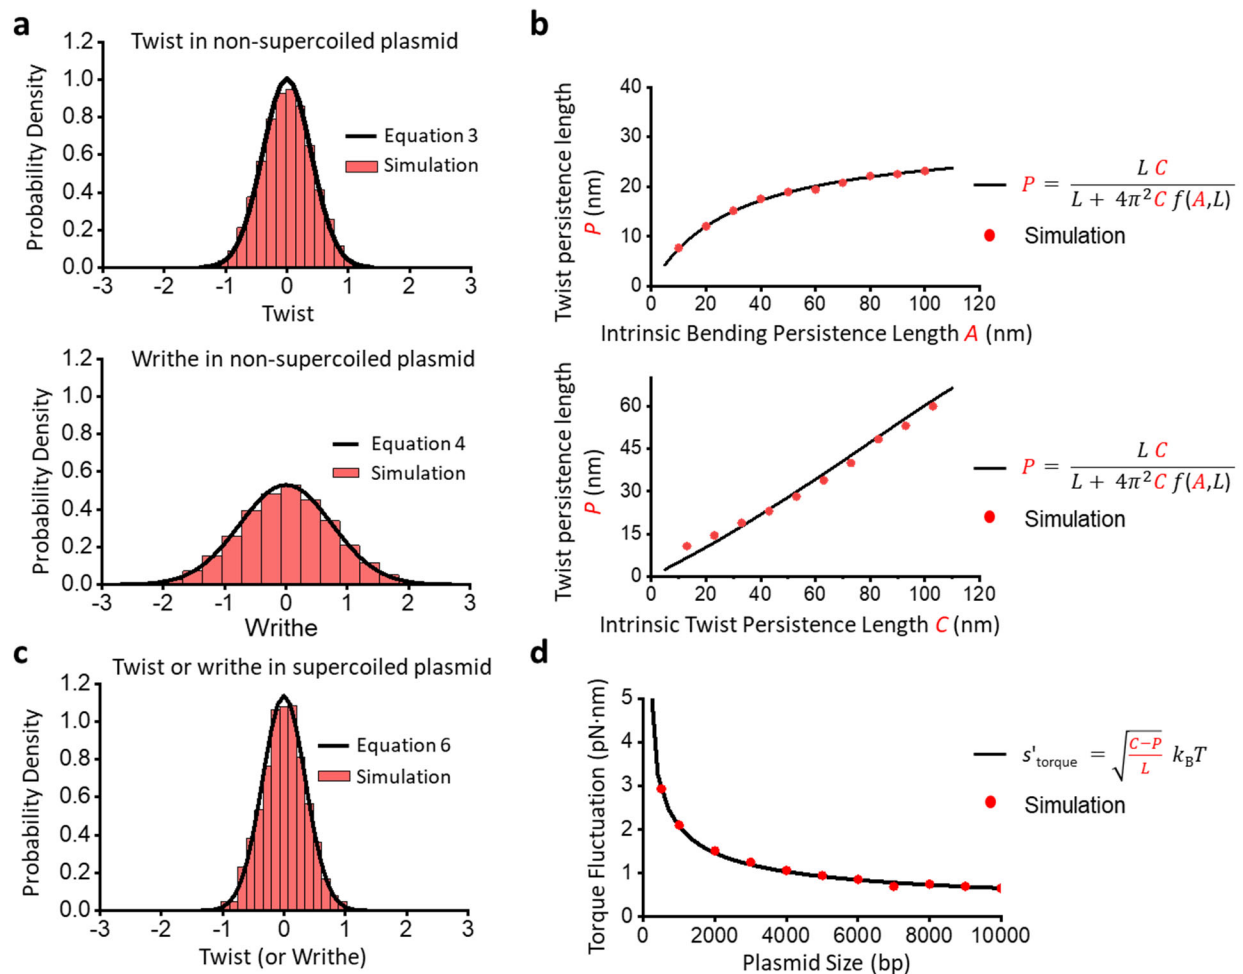 a
Twist in non-supercoiled plasmid
Probability Density
1.2
1.0
0.8
0.6
0.4
0.2
0.0
Equation 3
Simulation
-3 -2 -1 0 1 2 3
Twist
Writhe in non-supercoiled plasmid
Probability Density
1.2
1.0
0.8
0.6
0.4
0.2
0.0
Equation 4
Simulation
-3 -2 -1 0 1 2 3
Writhe
b
Twist persistence length
P (nm)
40
30
20
10
0
0 20 40 60 80 100 120
Intrinsic Bending Persistence Length A (nm)
P = L C / L + 4π²C f(A,L)
Simulation
Twist persistence length
P (nm)
60
45
30
15
0
0 20 40 60 80 100 120
Intrinsic Twist Persistence Length C (nm)
P = L C / L + 4π²C f(A,L)
Simulation
c
Twist or writhe in supercoiled plasmid
Probability Density
1.2
1.0
0.8
0.6
0.4
0.2
0.0
Equation 6
Simulation
-3 -2 -1 0 1 2 3
Twist (or Writhe)
d
Torque Fluctuation (pN·nm)
5
4
3
2
1
0
0 2000 4000 6000 8000 10000
Plasmid Size (bp)
s'torque = √(C−P / L) kBT
Simulation